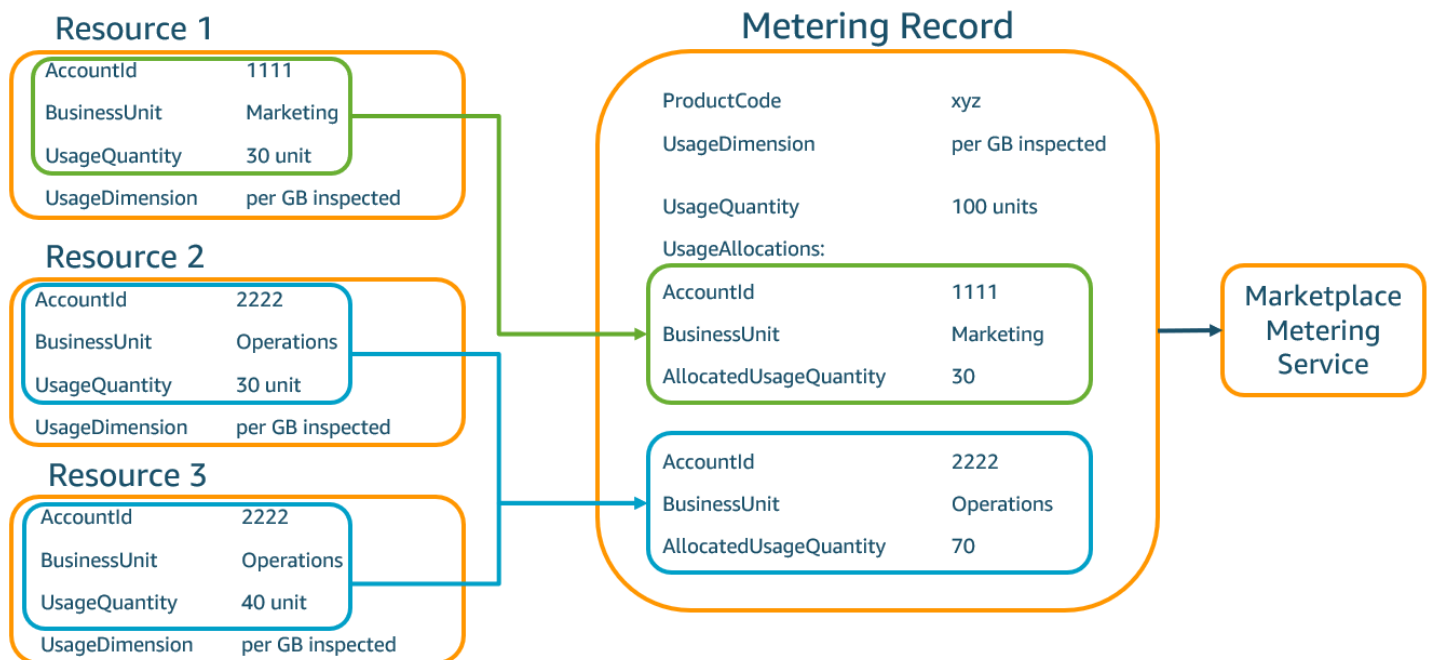 Resource 1
AccountId 1111
BusinessUnit Marketing
UsageQuantity 30 unit
UsageDimension per GB inspected
Resource 2
AccountId 2222
BusinessUnit Operations
UsageQuantity 30 unit
UsageDimension per GB inspected
Resource 3
AccountId 2222
BusinessUnit Operations
UsageQuantity 40 unit
UsageDimension per GB inspected
Metering Record
ProductCode xyz
UsageDimension per GB inspected
UsageQuantity 100 units
UsageAllocations:
AccountId 1111
BusinessUnit Marketing
AllocatedUsageQuantity 30
AccountId 2222
BusinessUnit Operations
AllocatedUsageQuantity 70
Marketplace
Metering
Service